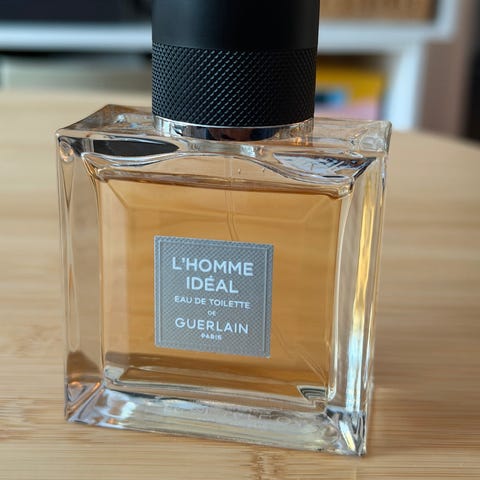 L'HOMME
IDÉAL
EAU DE TOILETTE
DE
GUERLAIN
PARIS